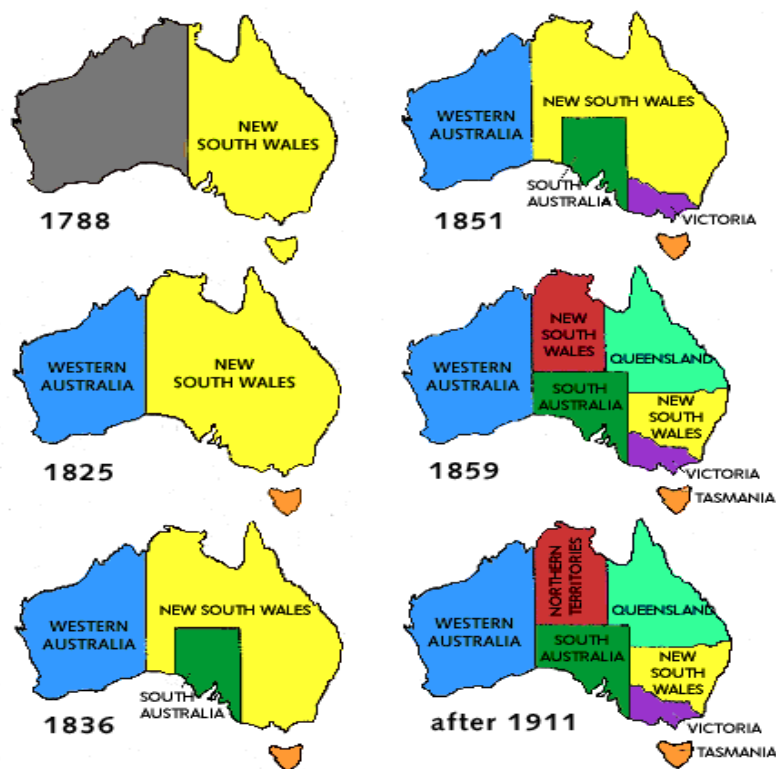 NEW
SOUTH WALES
1788
WESTERN
AUSTRALIA
NEW
SOUTH WALES
1825
NEW SOUTH WALES
WESTERN
AUSTRALIA
SOUTH
AUSTRALIA
1836
NEW SOUTH WALES
WESTERN
AUSTRALIA
SOUTH
AUSTRALIA
VICTORIA
1851
NEW
SOUTH
WALES
QUEENSLAND
WESTERN
AUSTRALIA
SOUTH
AUSTRALIA
NEW
SOUTH
WALES
1859
VICTORIA
TASMANIA
NORTHERN
TERRITORIES
QUEENSLAND
WESTERN
AUSTRALIA
SOUTH
AUSTRALIA
NEW
SOUTH
WALES
after 1911
VICTORIA
TASMANIA